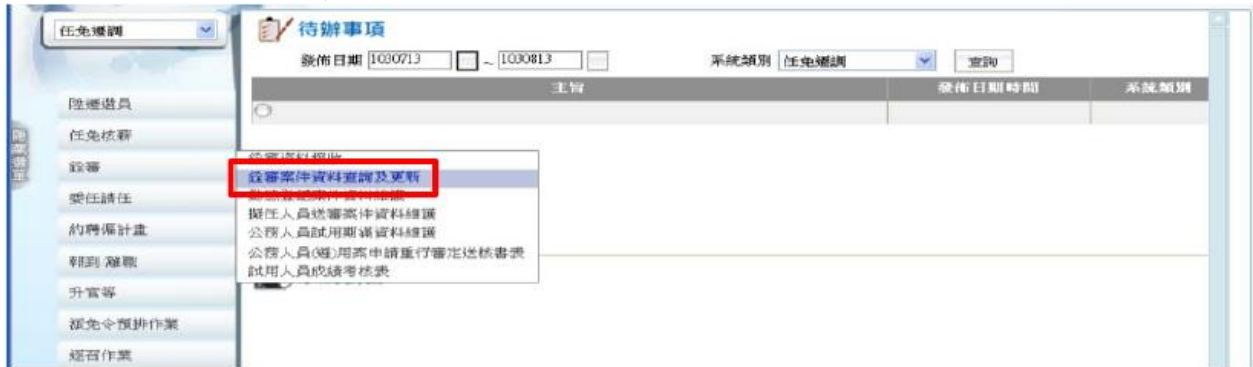 任免遷調
待辦事項
發佈日期 1030713 ~ 1030813 系統類別 任免遷調 查詢
主旨 發佈日期時間 系統類別
陞遷選員
任免核薪
銓審
委任請任
約聘僱計畫
報到/離職
升官等
派免令預排作業
銓審案件資料查詢及更新
擬任人員送審案件資料維護
公務人員試用期滿資料維護
公務人員(遴)用案申請重行審定送核書表
試用人員成績考核表